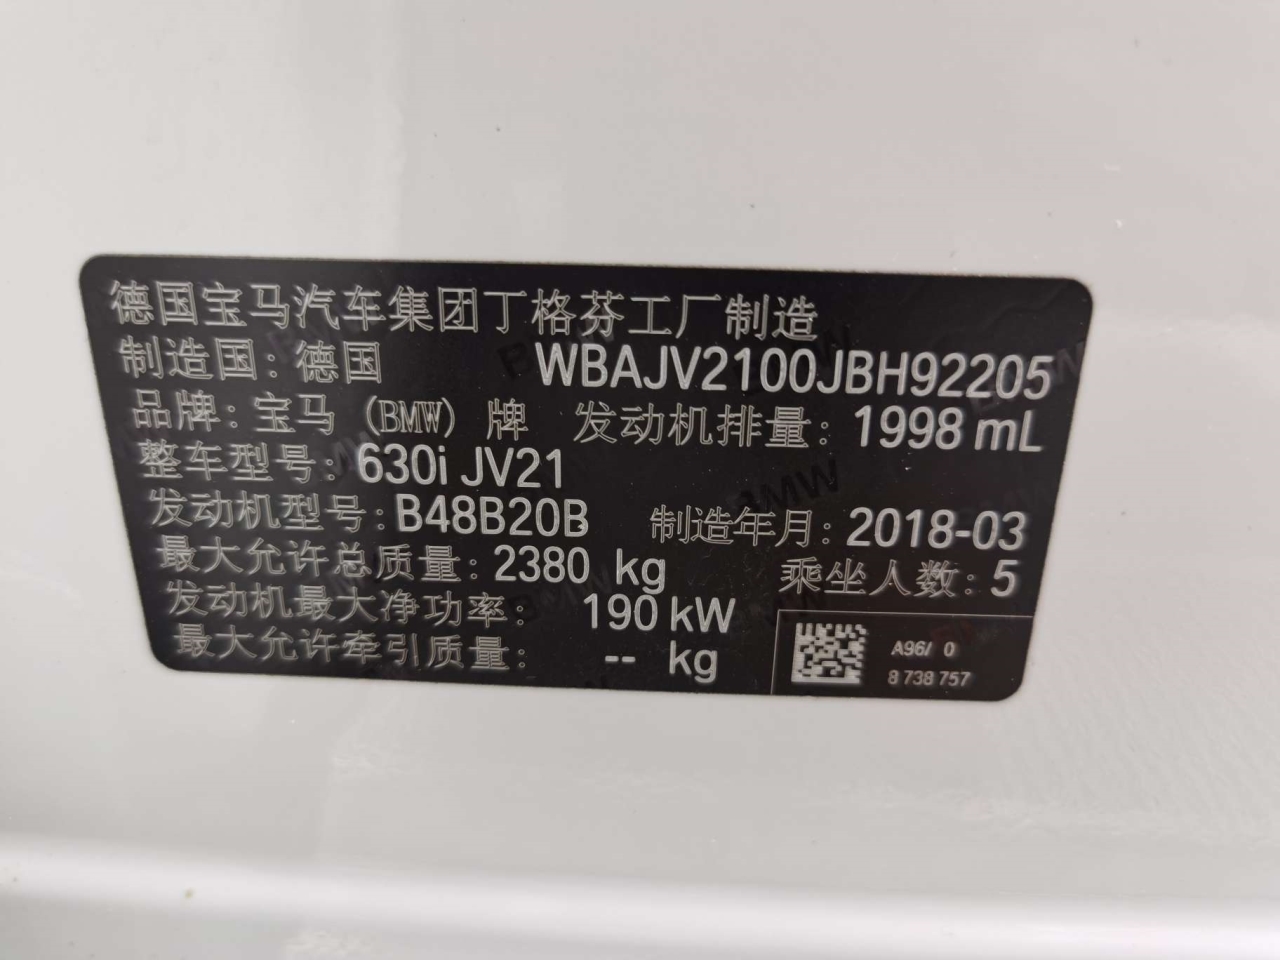 德国宝马汽车集团丁格芬工厂制造
制造国：德国 WBAJV2100JBH92205
品牌：宝马 (BMW) 牌 发动机排量：1998 mL
整车型号：630i JV21
发动机型号：B48B20B 制造年月：2018-03
最大允许总质量：2380 kg 乘坐人数：5
发动机最大净功率： 190 kW
最大允许牵引质量： -- kg
A96/ 0
8 738 757